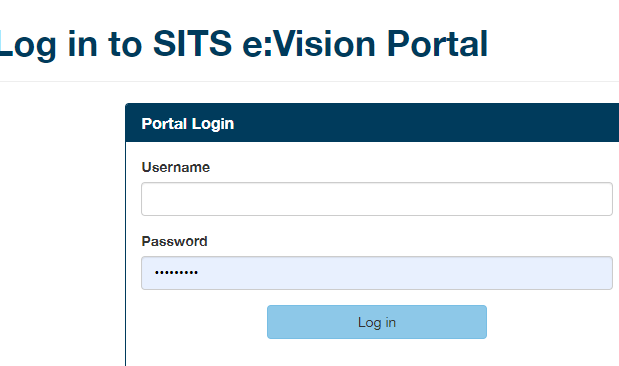 Log in to SITS e:Vision Portal
Portal Login
Username
Password
•••••••••
Log in